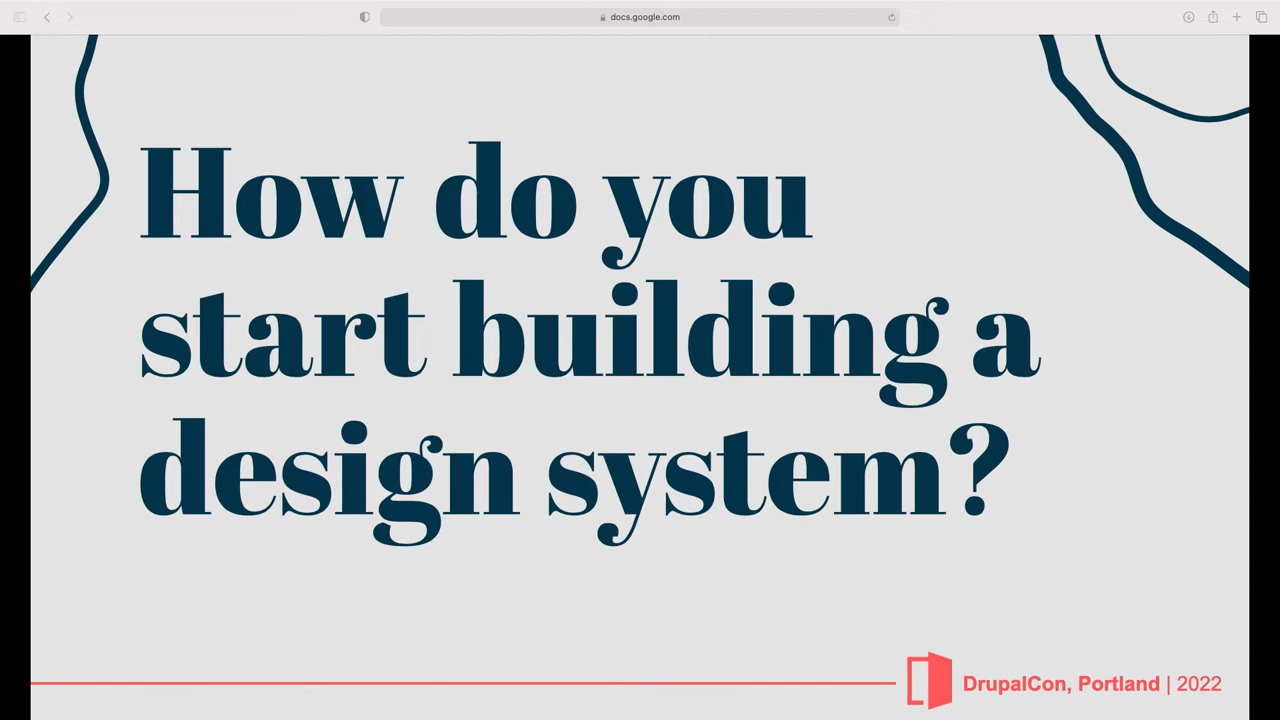 docs.google.com
How do you
start building a
design system?
DrupalCon, Portland | 2022